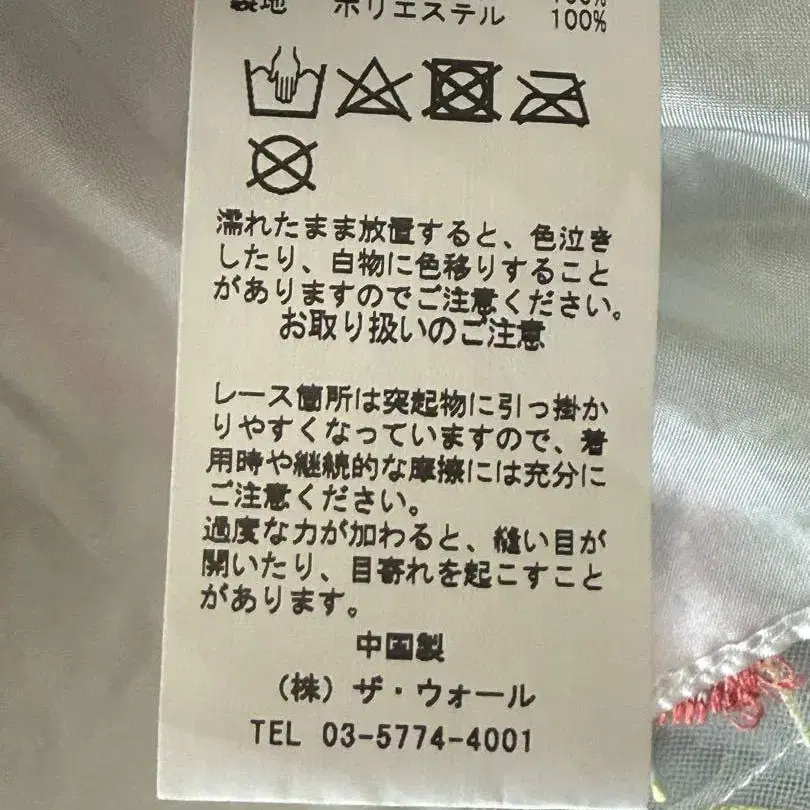 裏地 ポリエステル 100%
100%
濡れたまま放置すると、色泣き
したり、白物に色移りすること
がありますのでご注意ください。
お取り扱いのご注意
レース箇所は突起物に引っ掛か
りやすくなっていますので、着
用時や継続的な摩擦には充分に
ご注意ください。
過度な力が加わると、縫い目が
開いたり、目寄れを起こすこと
があります。
中国製
(株)ザ・ウォール
TEL 03-5774-4001